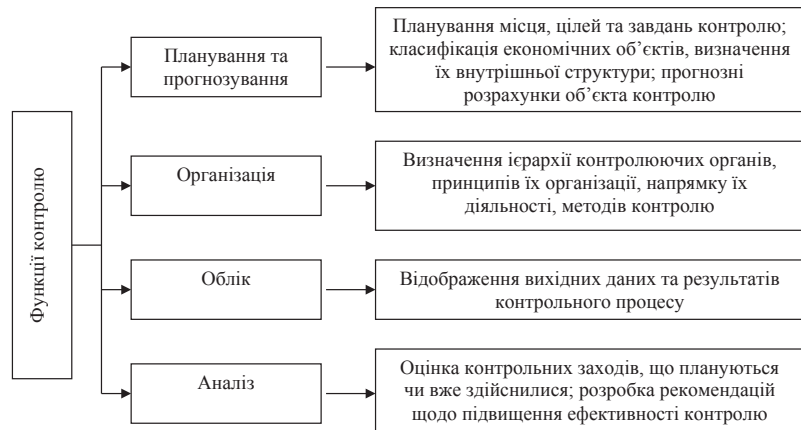 Функції контролю
Планування та
прогнозування
Планування місця, цілей та завдань контролю;
класифікація економічних об’єктів, визначення
їх внутрішньої структури; прогнозні
розрахунки об’єкта контролю
Організація
Визначення ієрархії контролюючих органів,
принципів їх організації, напрямку їх
діяльності, методів контролю
Облік
Відображення вихідних даних та результатів
контрольного процесу
Аналіз
Оцінка контрольних заходів, що плануються
чи вже здійснилися; розробка рекомендацій
щодо підвищення ефективності контролю